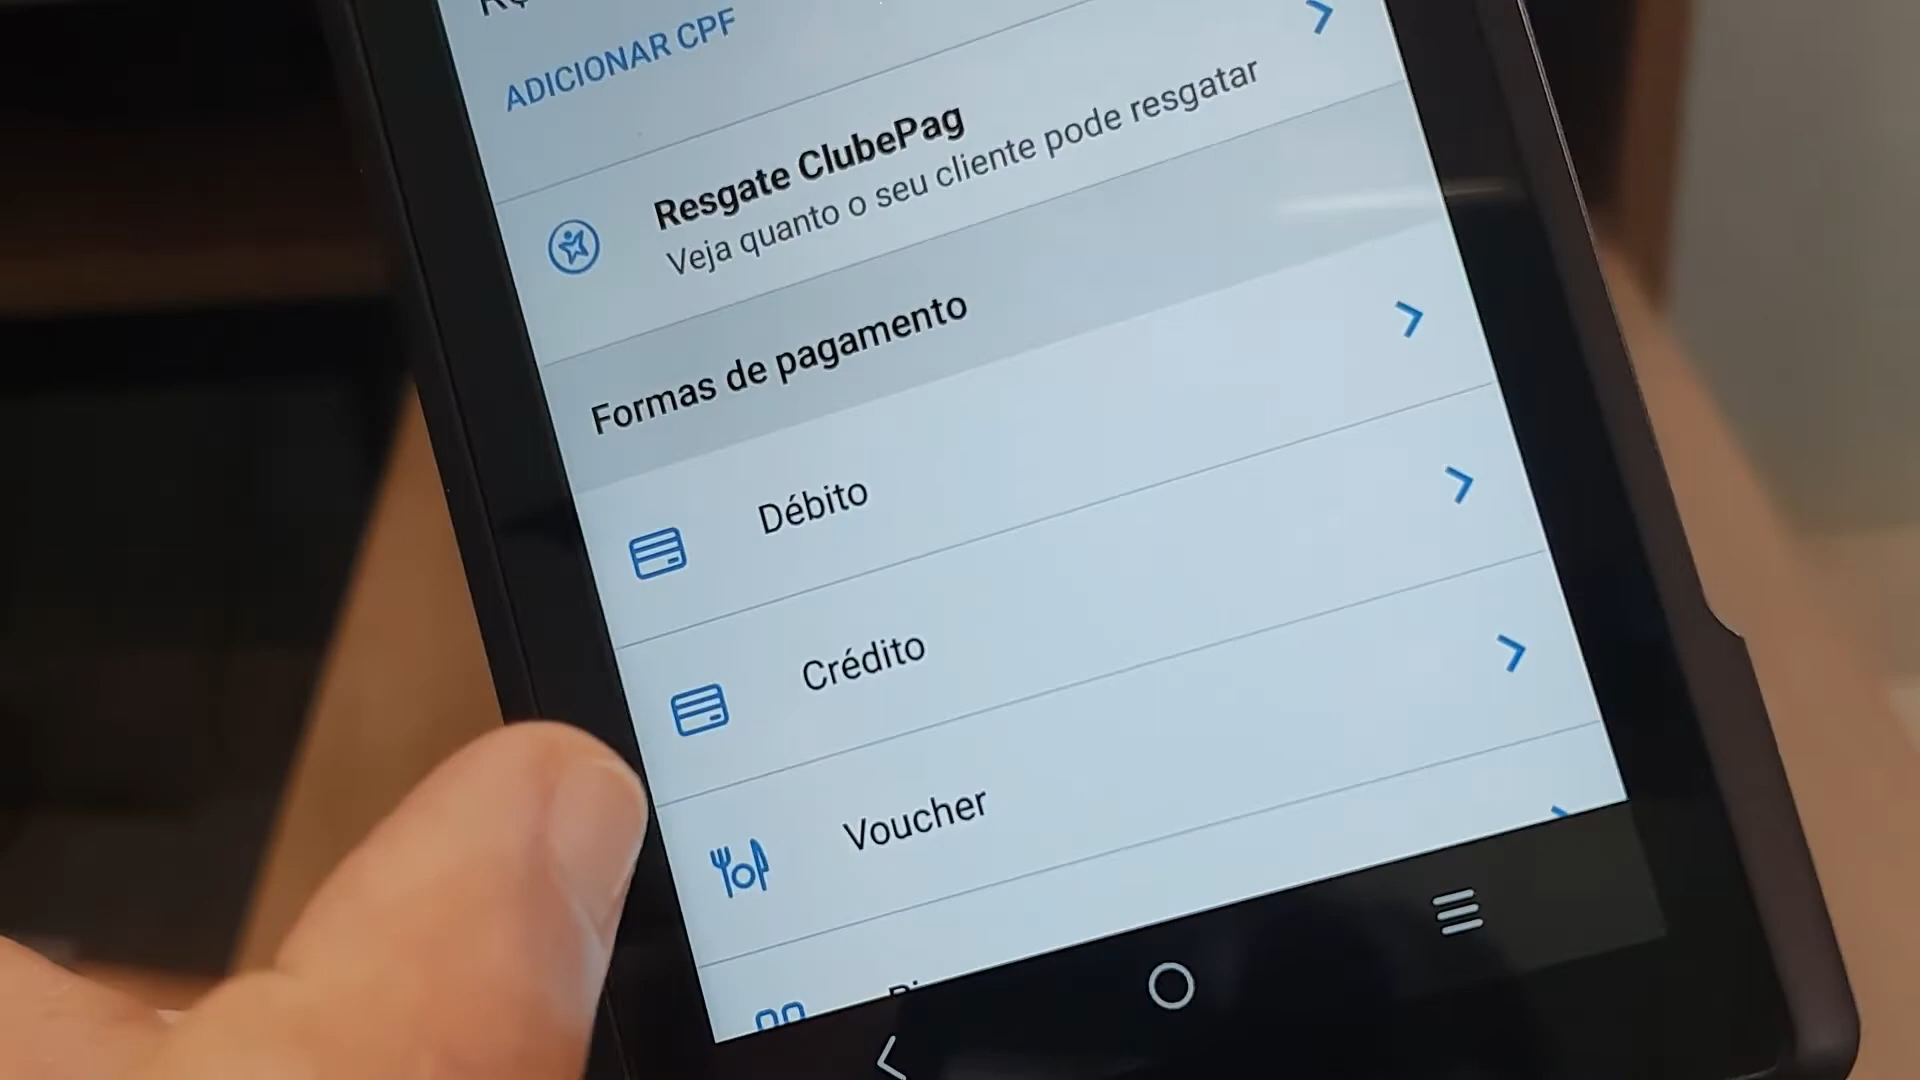 ADICIONAR CPF
Resgate ClubePag
Veja quanto o seu cliente pode resgatar
Formas de pagamento
Débito
Crédito
Voucher